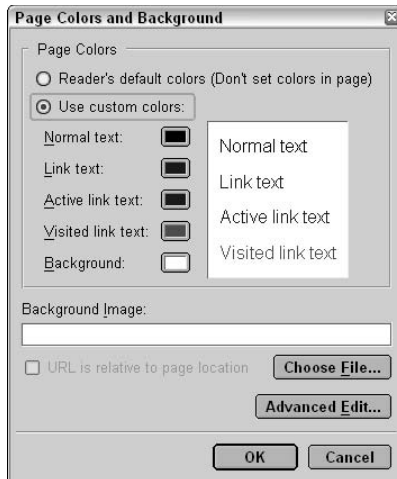 Page Colors and Background
Page Colors
Reader's default colors (Don't set colors in page)
Use custom colors:
Normal text:
Link text:
Active link text:
Visited link text:
Background:
Normal text
Link text
Active link text
Visited link text
Background Image:
URL is relative to page location
Choose File...
Advanced Edit...
OK
Cancel